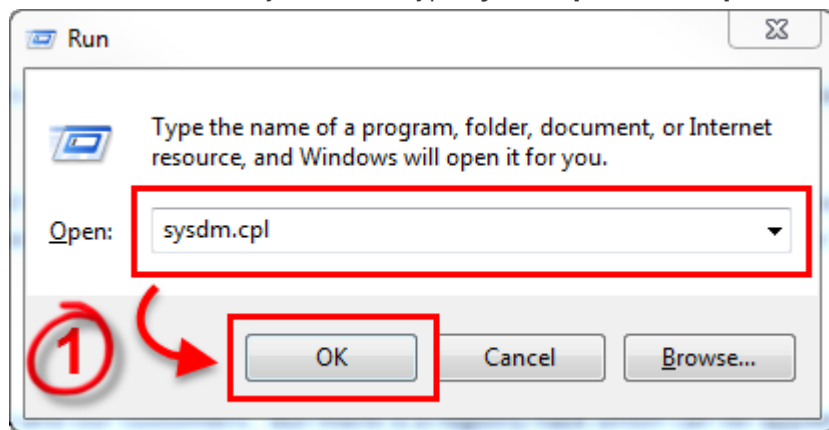 Run
Type the name of a program, folder, document, or Internet
resource, and Windows will open it for you.
Open: sysdm.cpl
1
OK Cancel Browse...